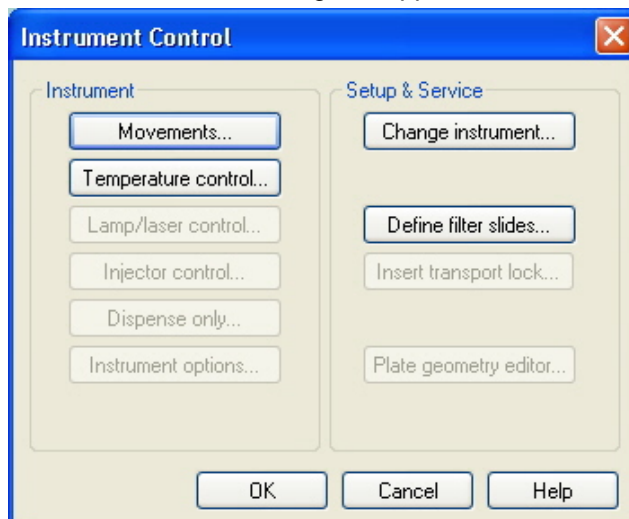 Instrument Control
Instrument
Movements...
Temperature control...
Lamp/laser control...
Injector control...
Dispense only...
Instrument options...
Setup & Service
Change instrument...
Define filter slides...
Insert transport lock...
Plate geometry editor...
OK
Cancel
Help